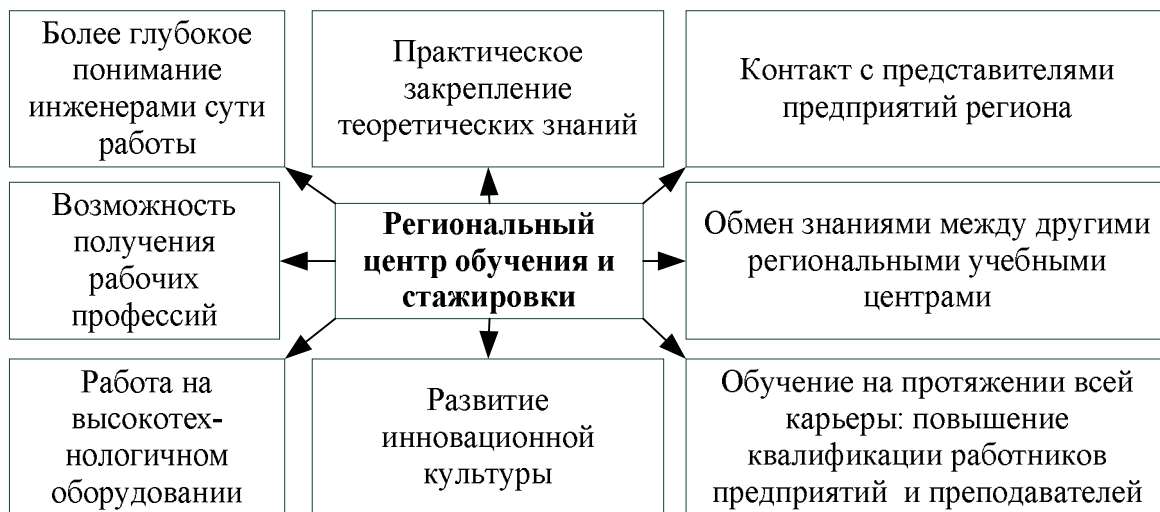 Более глубокое
понимание
инженерами сути
работы
Практическое
закрепление
теоретических знаний
Контакт с представителями
предприятий региона
Возможность
получения
рабочих
профессий
Региональный
центр обучения и
стажировки
Обмен знаниями между другими
региональными учебными
центрами
Работа на
высокотех-
нологичном
оборудовании
Развитие
инновационной
культуры
Обучение на протяжении всей
карьеры: повышение
квалификации работников
предприятий и преподавателей